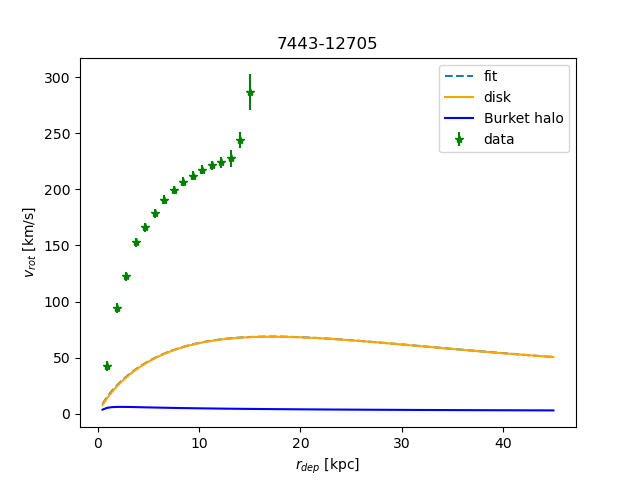 7443-12705
fit
disk
Burket halo
data
300
250
200
150
100
50
0
v_rot [km/s]
0 10 20 30 40
r_dep [kpc]